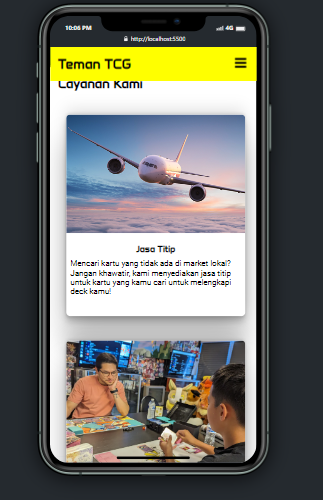 10:06 PM
4G
http://localhost:5500
Teman TCG
Layanan Kami
Jasa Titip
Mencari kartu yang tidak ada di market lokal?
Jangan khawatir, kami menyediakan jasa titip
untuk kartu yang kamu cari untuk melengkapi
deck kamu!